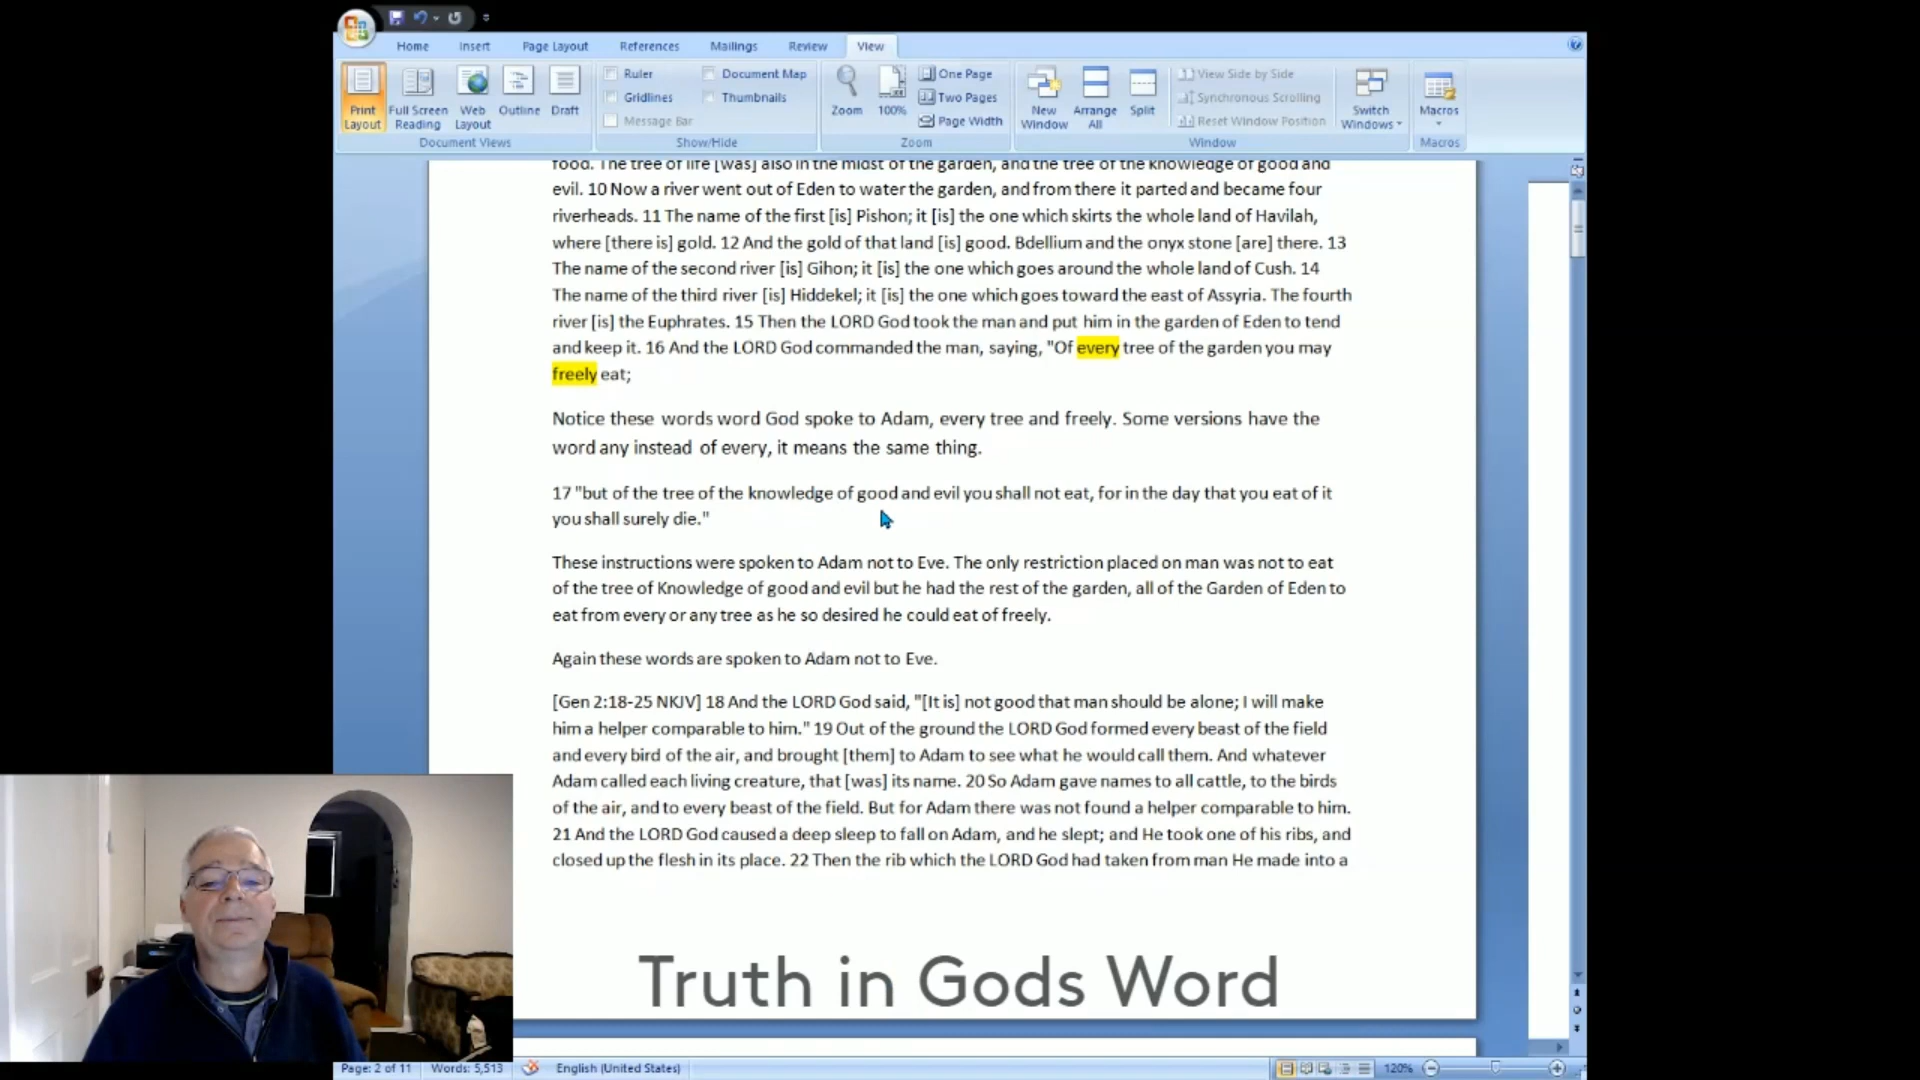 Home Insert Page Layout References Mailings Review View
Ruler Document Map One Page View Side by Side
Gridlines Thumbnails Two Pages Synchronous Scrolling
Message Bar Page Width Reset Window Position
Print Layout Full Screen Reading Web Layout Outline Draft Zoom 100% New Window Arrange All Split Switch Windows Macros
Document Views Show/Hide Zoom Window Macros
food. The tree of life [was] also in the midst of the garden, and the tree of the knowledge of good and
evil. 10 Now a river went out of Eden to water the garden, and from there it parted and became four
riverheads. 11 The name of the first [is] Pishon; it [is] the one which skirts the whole land of Havilah,
where [there is] gold. 12 And the gold of that land [is] good. Bdellium and the onyx stone [are] there. 13
The name of the second river [is] Gihon; it [is] the one which goes around the whole land of Cush. 14
The name of the third river [is] Hiddekel; it [is] the one which goes toward the east of Assyria. The fourth
river [is] the Euphrates. 15 Then the LORD God took the man and put him in the garden of Eden to tend
and keep it. 16 And the LORD God commanded the man, saying, "Of every tree of the garden you may
freely eat;
Notice these words word God spoke to Adam, every tree and freely. Some versions have the
word any instead of every, it means the same thing.
17 "but of the tree of the knowledge of good and evil you shall not eat, for in the day that you eat of it
you shall surely die."
These instructions were spoken to Adam not to Eve. The only restriction placed on man was not to eat
of the tree of Knowledge of good and evil but he had the rest of the garden, all of the Garden of Eden to
eat from every or any tree as he so desired he could eat of freely.
Again these words are spoken to Adam not to Eve.
[Gen 2:18-25 NKJV] 18 And the LORD God said, "[It is] not good that man should be alone; I will make
him a helper comparable to him." 19 Out of the ground the LORD God formed every beast of the field
and every bird of the air, and brought [them] to Adam to see what he would call them. And whatever
Adam called each living creature, that [was] its name. 20 So Adam gave names to all cattle, to the birds
of the air, and to every beast of the field. But for Adam there was not found a helper comparable to him.
21 And the LORD God caused a deep sleep to fall on Adam, and he slept; and He took one of his ribs, and
closed up the flesh in its place. 22 Then the rib which the LORD God had taken from man He made into a
Truth in Gods Word
Page: 2 of 11 Words: 5,513 English (United States) 120%